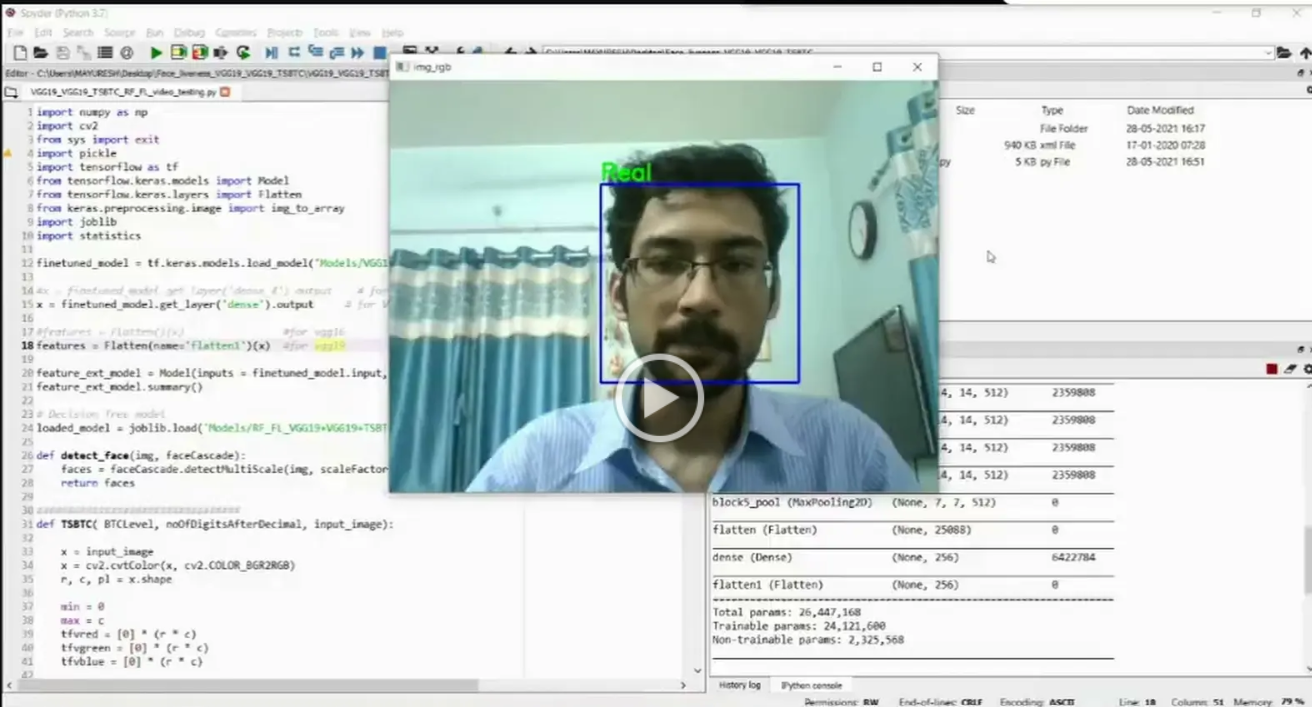 Spyder (Python 3.7)
File Edit Search Source Run Debug Consoles Projects Tools View Help
Editor - C:\Users\MAYURESH\Desktop\Face_liveness_VGG19_VGG19_TSBTC\VGG19_VGG19_TSBT
VGG19_VGG19_TSBTC_RF_FL_video_testing.py
1 import numpy as np
2 import cv2
3 from sys import exit
4 import pickle
5 import tensorflow as tf
6 from tensorflow.keras.models import Model
7 from tensorflow.keras.layers import Flatten
8 from keras.preprocessing.image import img_to_array
9 import joblib
10 import statistics
11
12 finetuned_model = tf.keras.models.load_model('Models/VGG1
13
14 #x = finetuned_model.get_layer('dense_6').output # for
15 x = finetuned_model.get_layer('dense').output # for V
16
17 #features = Flatten()(x) #for vgg16
18 features = Flatten(name='flatten1')(x) #for vgg19
19
20 feature_ext_model = Model(inputs = finetuned_model.input,
21 feature_ext_model.summary()
22
23 # Decision Tree model
24 loaded_model = joblib.load('Models/RF_FL_VGG19+VGG19+TSBT
25
26 def detect_face(img, faceCascade):
27 faces = faceCascade.detectMultiScale(img, scaleFactor
28 return faces
29
30 ##############################
31 def TSBTC( BTCLevel, noOfDigitsAfterDecimal, input_image):
32
33 x = input_image
34 x = cv2.cvtColor(x, cv2.COLOR_BGR2RGB)
35 r, c, pl = x.shape
36
37 min = 0
38 max = c
39 tfvred = [0] * (r * c)
40 tfvgreen = [0] * (r * c)
41 tfvblue = [0] * (r * c)
42
img_rgb
Real
Size Type Date Modified
File Folder 28-05-2021 16:17
940 KB xml File 17-01-2020 07:28
py 5 KB py File 28-05-2021 16:51
4, 14, 512) 2359808
4, 14, 512) 2359808
4, 14, 512) 2359808
4, 14, 512) 2359808
block5_pool (MaxPooling2D) (None, 7, 7, 512) 0
flatten (Flatten) (None, 25088) 0
dense (Dense) (None, 256) 6422784
flatten1 (Flatten) (None, 256) 0
Total params: 26,447,168
Trainable params: 24,121,600
Non-trainable params: 2,325,568
History log IPython console
Permissions: RW End-of-lines: CRLF Encoding: ASCII Line: 18 Column: 51 Memory: 79 %